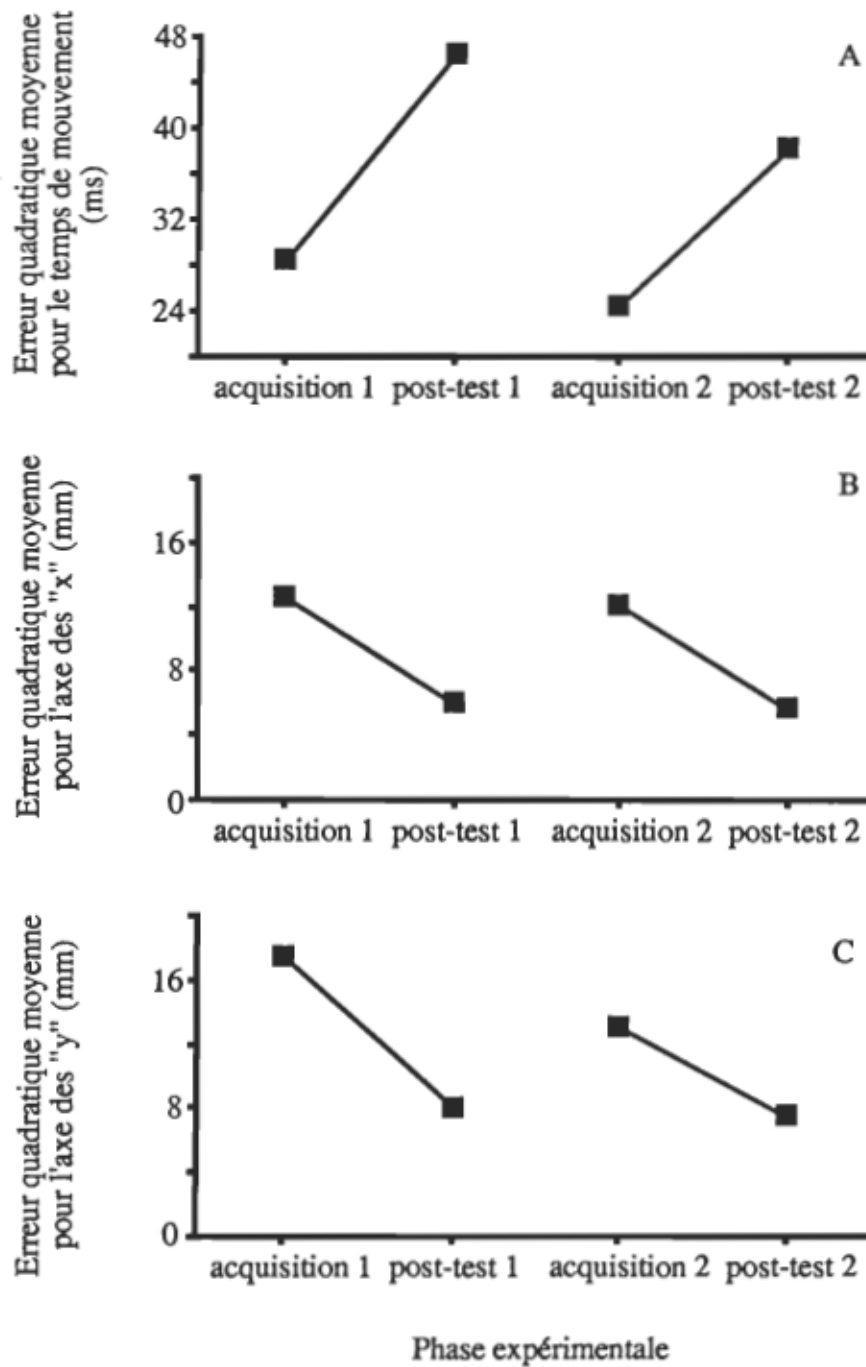 Erreur quadratique moyenne
pour le temps de mouvement
(ms)
48
40
32
24
A
acquisition 1 post-test 1 acquisition 2 post-test 2
Erreur quadratique moyenne
pour l'axe des "x" (mm)
16
8
0
B
acquisition 1 post-test 1 acquisition 2 post-test 2
Erreur quadratique moyenne
pour l'axe des "y" (mm)
16
8
0
C
acquisition 1 post-test 1 acquisition 2 post-test 2
Phase expérimentale